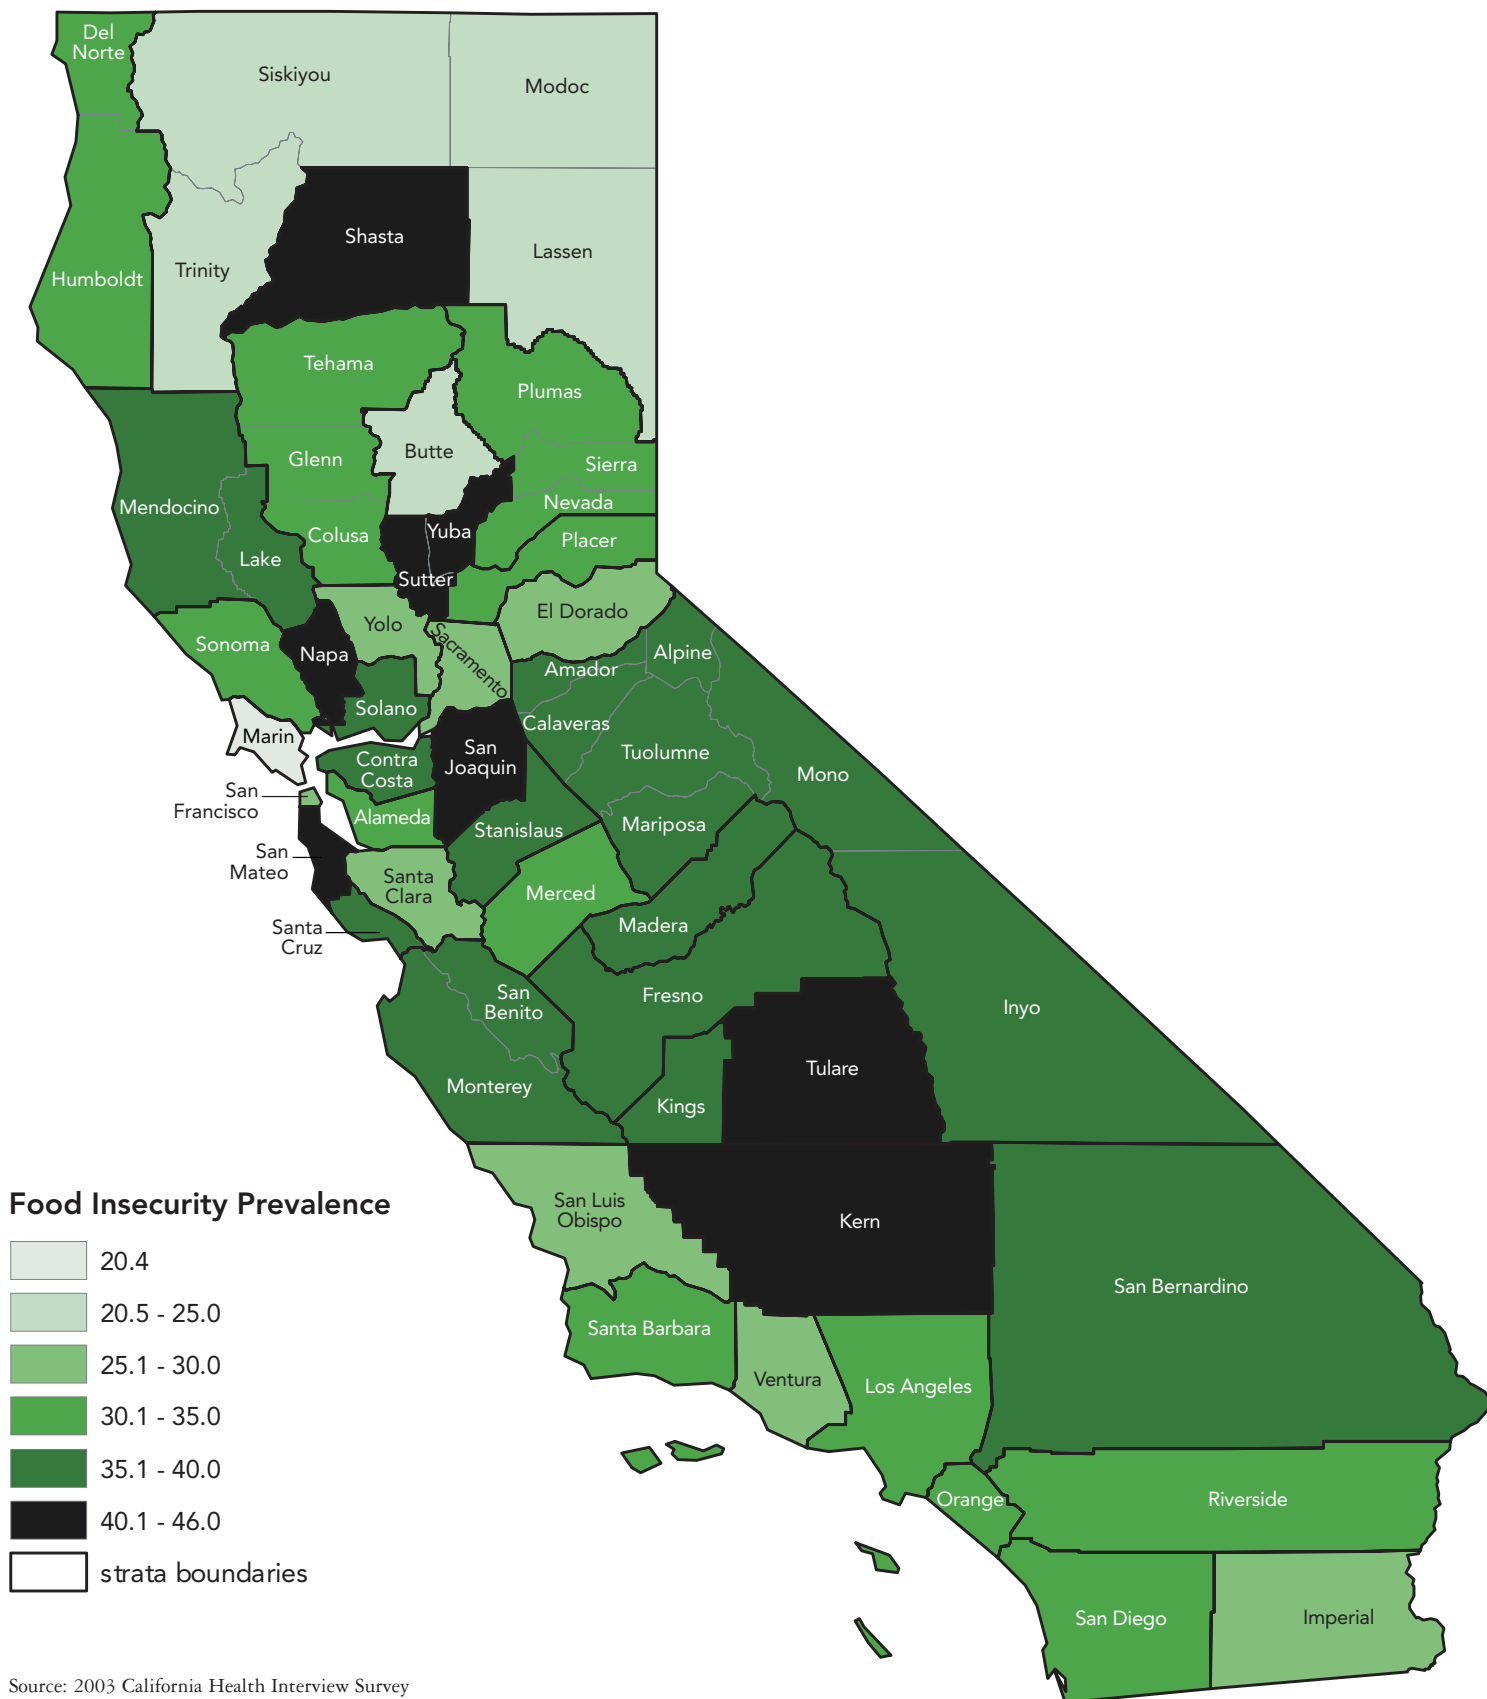 Del
Norte
Siskiyou
Modoc
Shasta
Lassen
Trinity
Humboldt
Tehama
Plumas
Butte
Glenn
Sierra
Mendocino
Nevada
Yuba
Colusa
Placer
Lake
Sutter
El Dorado
Yolo
Sacramento
Sonoma
Napa
Alpine
Amador
Solano
Calaveras
Marin
San
Joaquin
Tuolumne
Contra
Costa
Mono
San
Francisco
Alameda
Stanislaus
Mariposa
San
Mateo
Santa
Clara
Merced
Madera
Santa
Cruz
Fresno
San
Benito
Inyo
Tulare
Monterey
Kings
Food Insecurity Prevalence
20.4
20.5 - 25.0
25.1 - 30.0
30.1 - 35.0
35.1 - 40.0
40.1 - 46.0
strata boundaries
San Luis
Obispo
Kern
San Bernardino
Santa Barbara
Ventura
Los Angeles
Orange
Riverside
San Diego
Imperial
Source: 2003 California Health Interview Survey